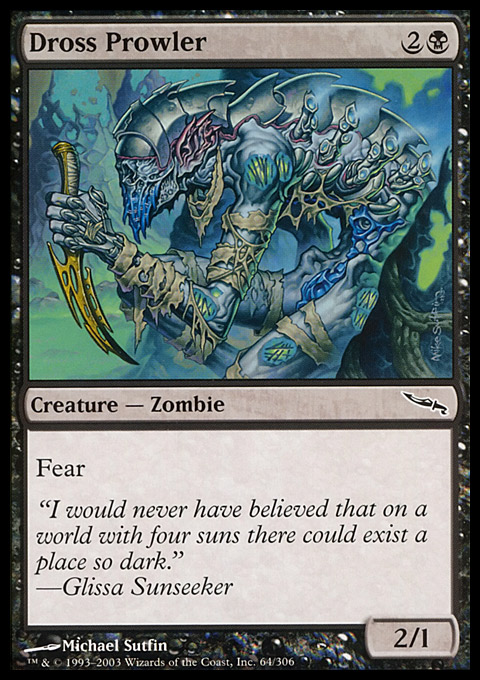 Dross Prowler 2
Creature — Zombie
Fear
“I would never have believed that on a
world with four suns there could exist a
place so dark.”
—Glissa Sunseeker
Michael Sutfin
2/1
™ & © 1993–2003 Wizards of the Coast, Inc. 64/306